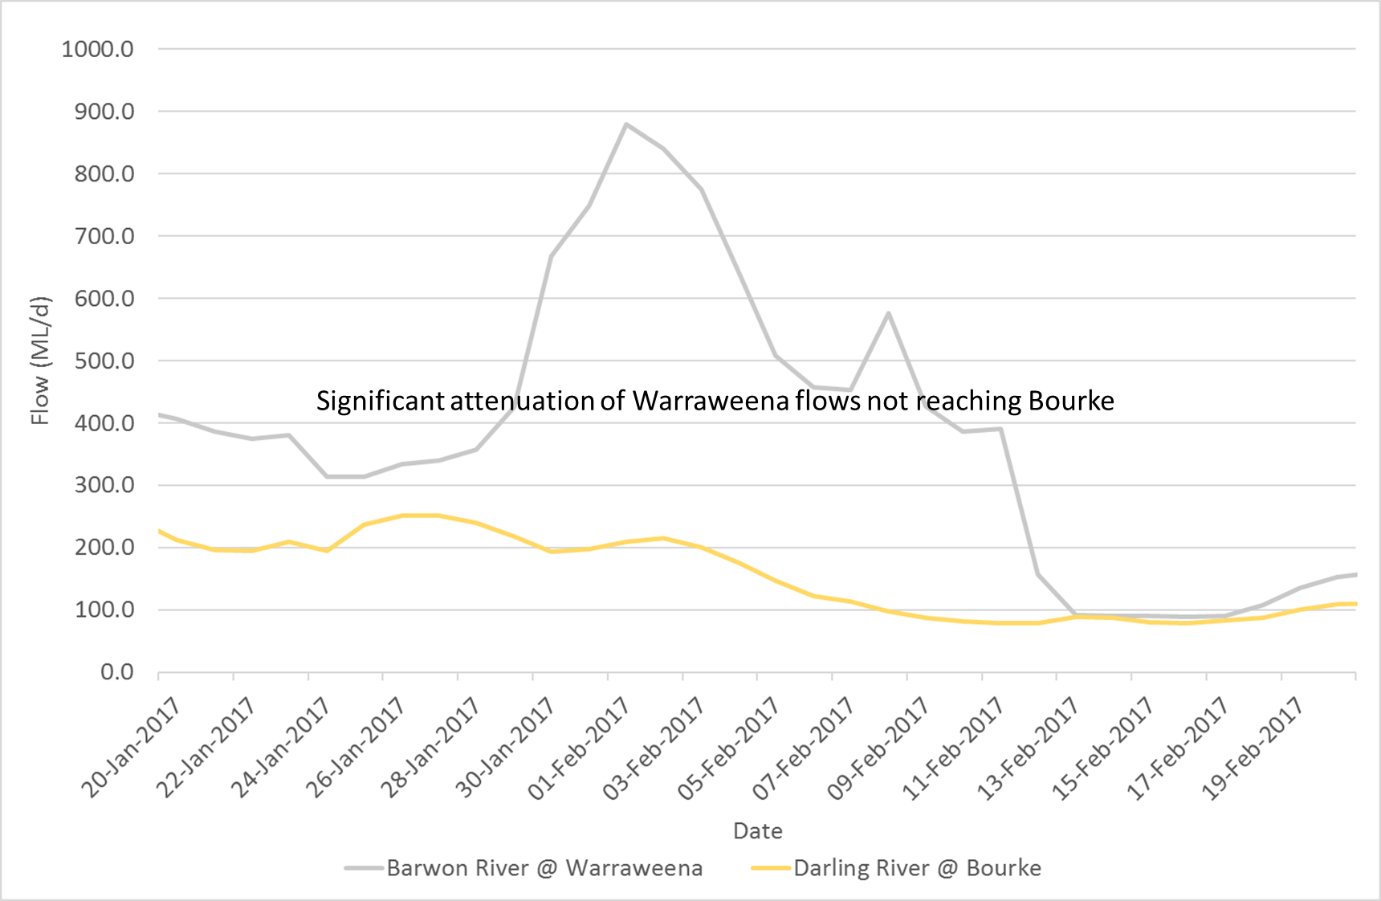 1000.0
900.0
800.0
700.0
600.0
500.0
400.0
300.0
200.0
100.0
0.0
Flow (ML/d)
Significant attenuation of Warraweena flows not reaching Bourke
20-Jan-2017
22-Jan-2017
24-Jan-2017
26-Jan-2017
28-Jan-2017
30-Jan-2017
01-Feb-2017
03-Feb-2017
05-Feb-2017
07-Feb-2017
09-Feb-2017
11-Feb-2017
13-Feb-2017
15-Feb-2017
17-Feb-2017
19-Feb-2017
Date
Barwon River @ Warraweena
Darling River @ Bourke